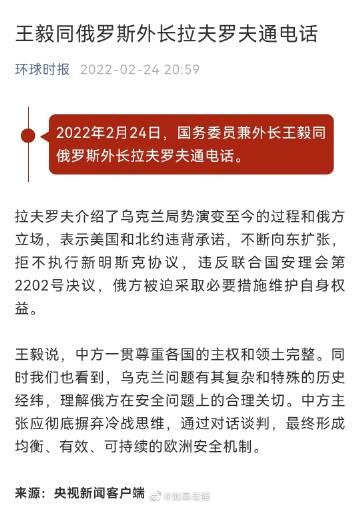 王毅同俄罗斯外长拉夫罗夫通电话
环球时报 2022-02-24 20:59
2022年2月24日，国务委员兼外长王毅同
俄罗斯外长拉夫罗夫通电话。
拉夫罗夫介绍了乌克兰局势演变至今的过程和俄方
立场，表示美国和北约违背承诺，不断向东扩张，
拒不执行新明斯克协议，违反联合国安理会第
2202号决议，俄方被迫采取必要措施维护自身权
益。
王毅说，中方一贯尊重各国的主权和领土完整。同
时我们也看到，乌克兰问题有其复杂和特殊的历史
经纬，理解俄方在安全问题上的合理关切。中方主
张应彻底摒弃冷战思维，通过对话谈判，最终形成
均衡、有效、可持续的欧洲安全机制。
来源：央视新闻客户端